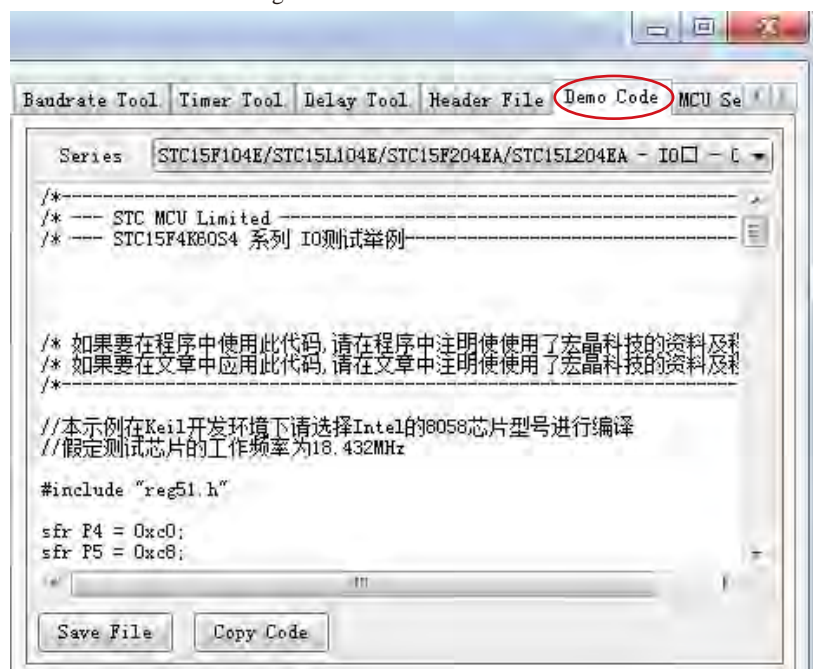 Baudrate Tool Timer Tool Delay Tool Header File Demo Code MCU Se
Series STC15F104E/STC15L104E/STC15F204EA/STC15L204EA - IO口 - C
/*----------------------------------------------------------------
/* --- STC MCU Limited -------------------------------------------
/* --- STC15F4K60S4 系列 IO测试举例--------------------------------
/* 如果要在程序中使用此代码,请在程序中注明使使用了宏晶科技的资料及程
/* 如果要在文章中应用此代码,请在文章中注明使使用了宏晶科技的资料及程
/*----------------------------------------------------------------
//本示例在Keil开发环境下请选择Intel的8058芯片型号进行编译
//假定测试芯片的工作频率为18.432MHz
#include "reg51.h"
sfr P4 = 0xc0;
sfr P5 = 0xc8;
Save File Copy Code